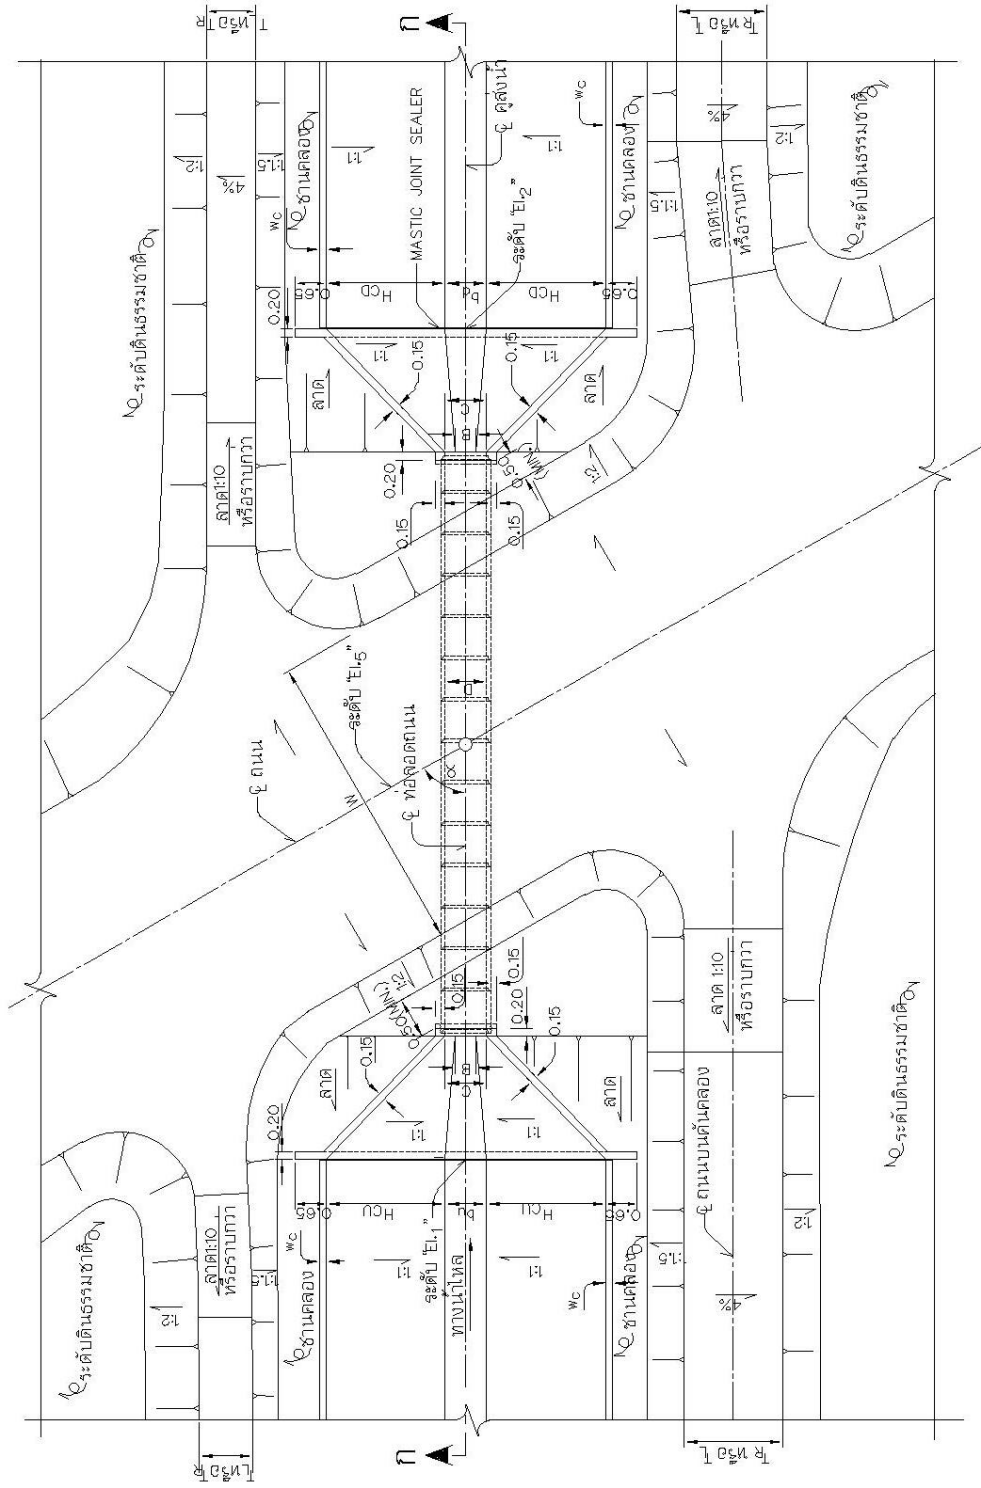 T หรือ TR
ก
TR หรือ TL
1:2
4%
1:1.5
ชานคลอง
1:1
wc
MASTIC JOINT SEALER
℄ คูส่งน้ำ
wc
1:1
ชานคลอง
1:1.5
4%
1:2
ระดับดินธรรมชาติ
ระดับดินธรรมชาติ
ลาด1:10
หรือราบกวา
ระดับ "El.2"
0.20
0.65
HCD
bd
HCD
0.65
ลาด
1:1
0.15
C
B
0.15
1:1
ลาด
ลาด1:10
หรือราบกวา
0.20
0.50
(MIN.)
1:2
0.15
0.15
D
ระดับ "El.5"
℄ ถนน
W
α
℄ ทอลอดถนน
1:2
0.50(MIN.)
0.15
0.15
0.20
ลาด
0.15
B
C
0.15
ลาด
0.20
1:1
1:1
ลาด 1:10
หรือราบกวา
0.65
HCU
bu
HCU
0.65
ระดับ "El.1"
ทางน้ำไหล
wc
1:1
1:1
wc
ชานคลอง
ชานคลอง
1:1.5
1:1.5
ลาด1:10
หรือราบกวา
℄ ถนนบนคันคลอง
4%
1:2
1:2
ระดับดินธรรมชาติ
ระดับดินธรรมชาติ
TL หรือ TR
ก
TR หรือ TL